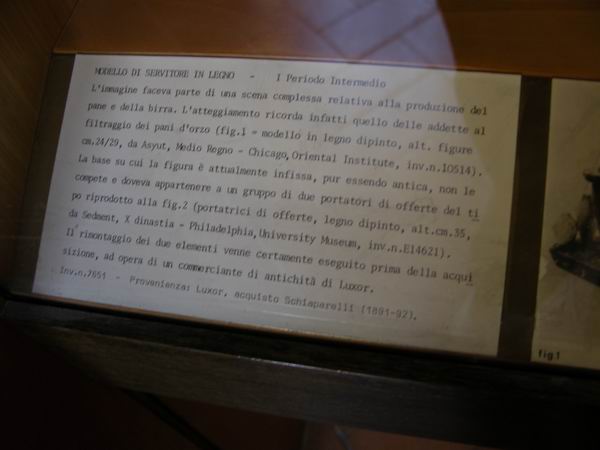 MODELLO DI SERVITORE IN LEGNO - I Periodo Intermedio
L'immagine faceva parte di una scena complessa relativa alla produzione del
pane e della birra. L'atteggiamento ricorda infatti quello delle addette al
filtraggio dei pani d'orzo (fig.1 = modello in legno dipinto, alt. figure
cm.24/29, da Asyut, Medio Regno - Chicago, Oriental Institute, inv.n.10514).
La base su cui la figura è attualmente infissa, pur essendo antica, non le
compete e doveva appartenere a un gruppo di due portatori di offerte del ti
po riprodotto alla fig.2 (portatrici di offerte, legno dipinto, alt.cm.35,
da Sedment, X dinastia - Philadelphia, University Museum, inv.n.E14621).
Il rimontaggio dei due elementi venne certamente eseguito prima della acqui
sizione, ad opera di un commerciante di antichità di Luxor.
Inv.n.7651 - Provenienza: Luxor, acquisto Schiaparelli (1891-92).
fig.1